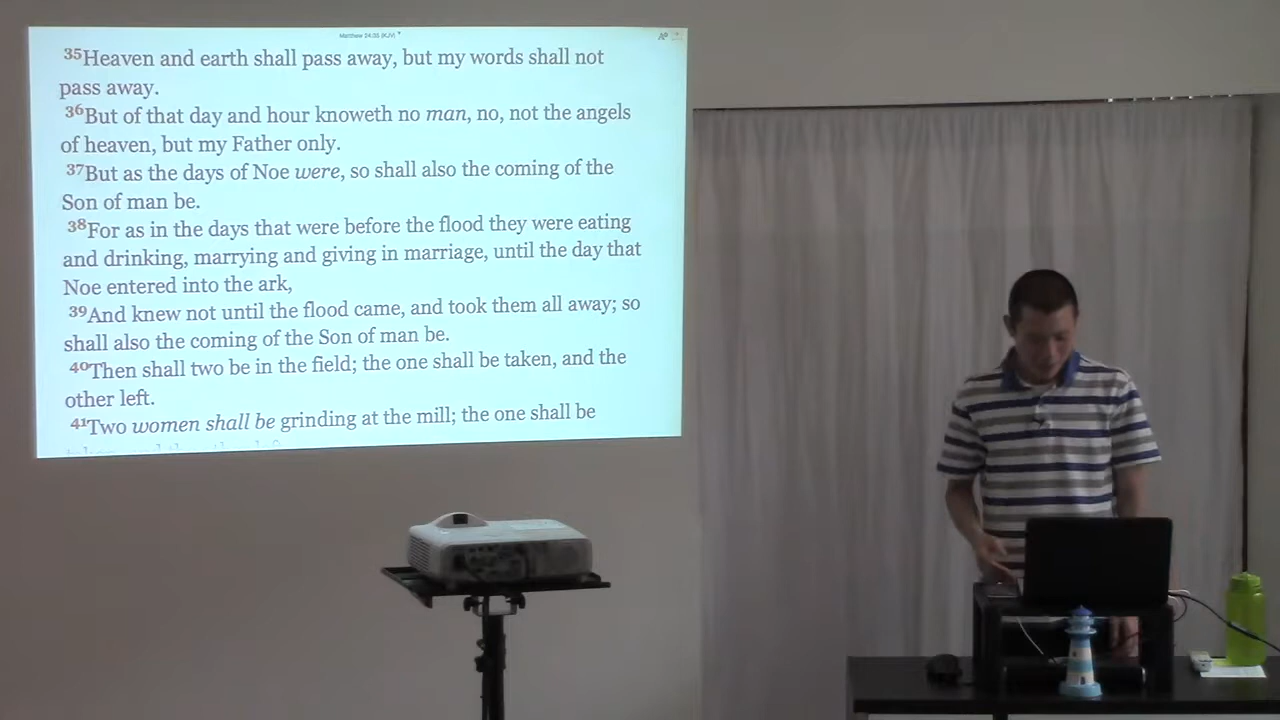 Matthew 24:35 (KJV)
35Heaven and earth shall pass away, but my words shall not
pass away.
36But of that day and hour knoweth no man, no, not the angels
of heaven, but my Father only.
37But as the days of Noe were, so shall also the coming of the
Son of man be.
38For as in the days that were before the flood they were eating
and drinking, marrying and giving in marriage, until the day that
Noe entered into the ark,
39And knew not until the flood came, and took them all away; so
shall also the coming of the Son of man be.
40Then shall two be in the field; the one shall be taken, and the
other left.
41Two women shall be grinding at the mill; the one shall be